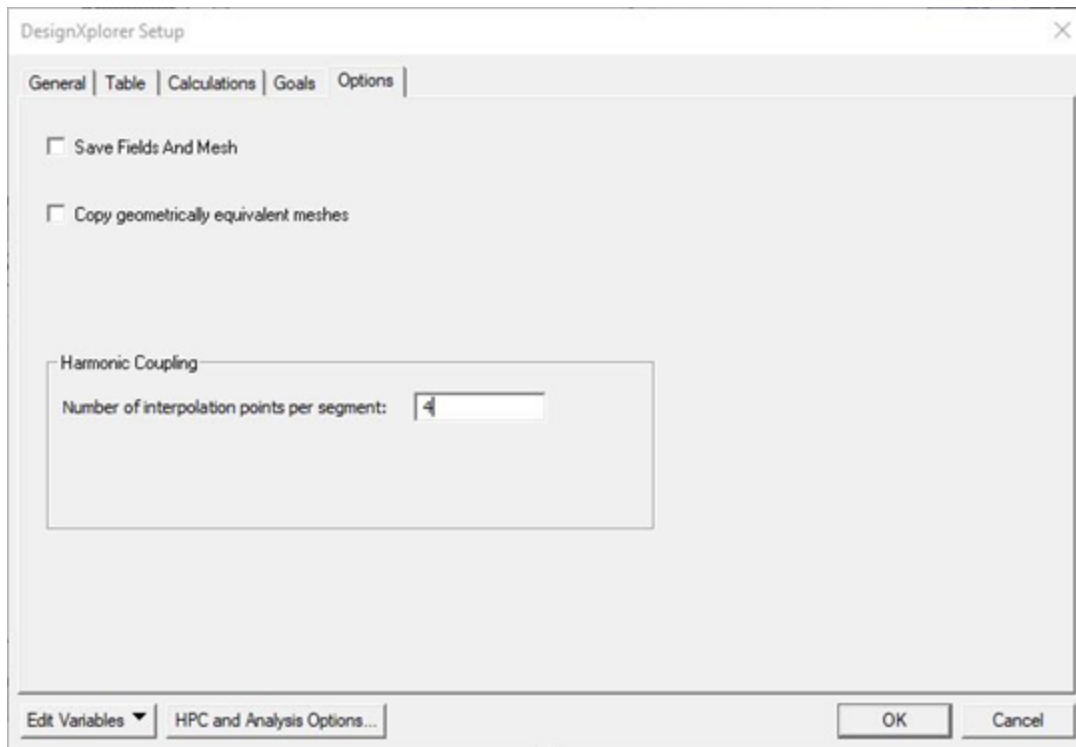 DesignXplorer Setup
General Table Calculations Goals Options
Save Fields And Mesh
Copy geometrically equivalent meshes
Harmonic Coupling
Number of interpolation points per segment: 4
Edit Variables HPC and Analysis Options... OK Cancel